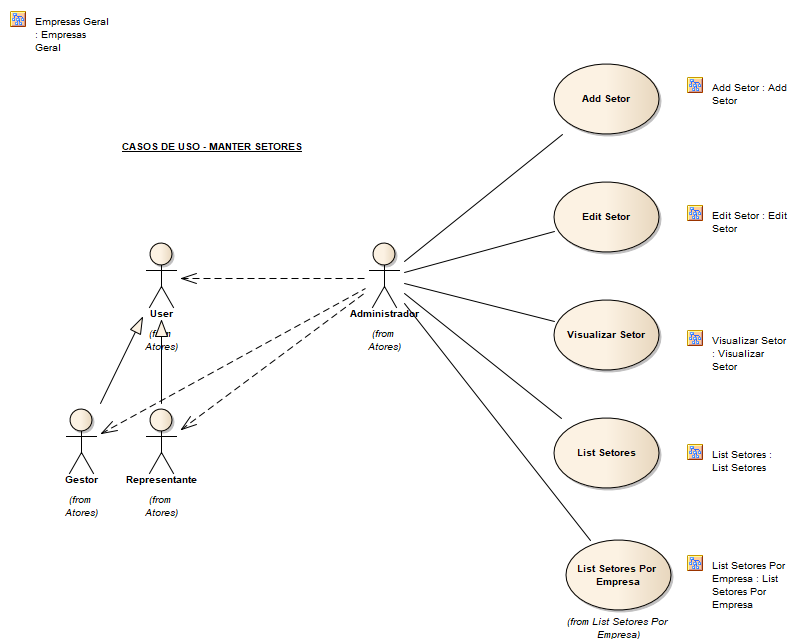 Empresas Geral
: Empresas
Geral
CASOS DE USO - MANTER SETORES
Add Setor
Add Setor : Add
Setor
Edit Setor
Edit Setor : Edit
Setor
User
(from
Atores)
Administrador
(from
Atores)
Visualizar Setor
Visualizar Setor
: Visualizar
Setor
List Setores
List Setores :
List Setores
Gestor
(from
Atores)
Representante
(from
Atores)
List Setores Por
Empresa
(from List Setores Por
Empresa)
List Setores Por
Empresa : List
Setores Por
Empresa